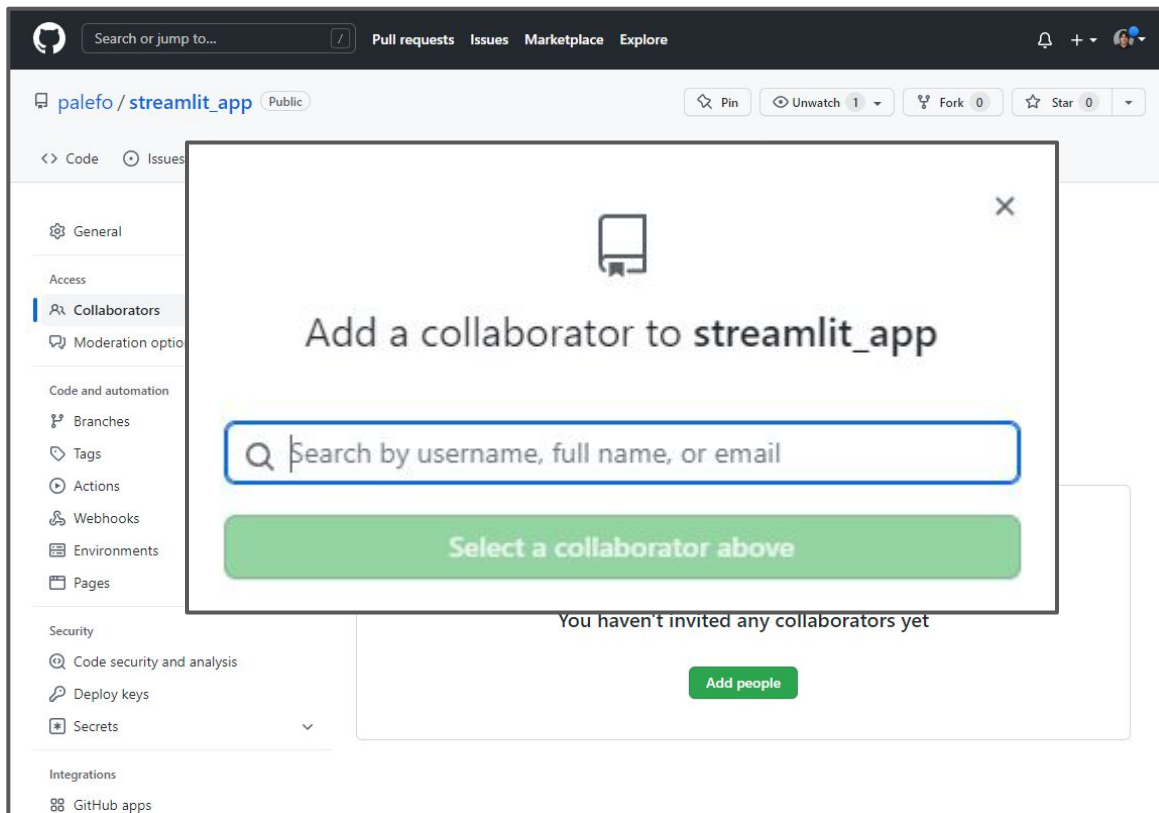 Search or jump to... / Pull requests Issues Marketplace Explore
palefo / streamlit_app Public Pin Unwatch 1 Fork 0 Star 0
Code Issues
General
Access
Collaborators
Moderation optio
Code and automation
Branches
Tags
Actions
Webhooks
Environments
Pages
Security
Code security and analysis
Deploy keys
Secrets
Integrations
GitHub apps
Add a collaborator to streamlit_app
Search by username, full name, or email
Select a collaborator above
You haven't invited any collaborators yet
Add people